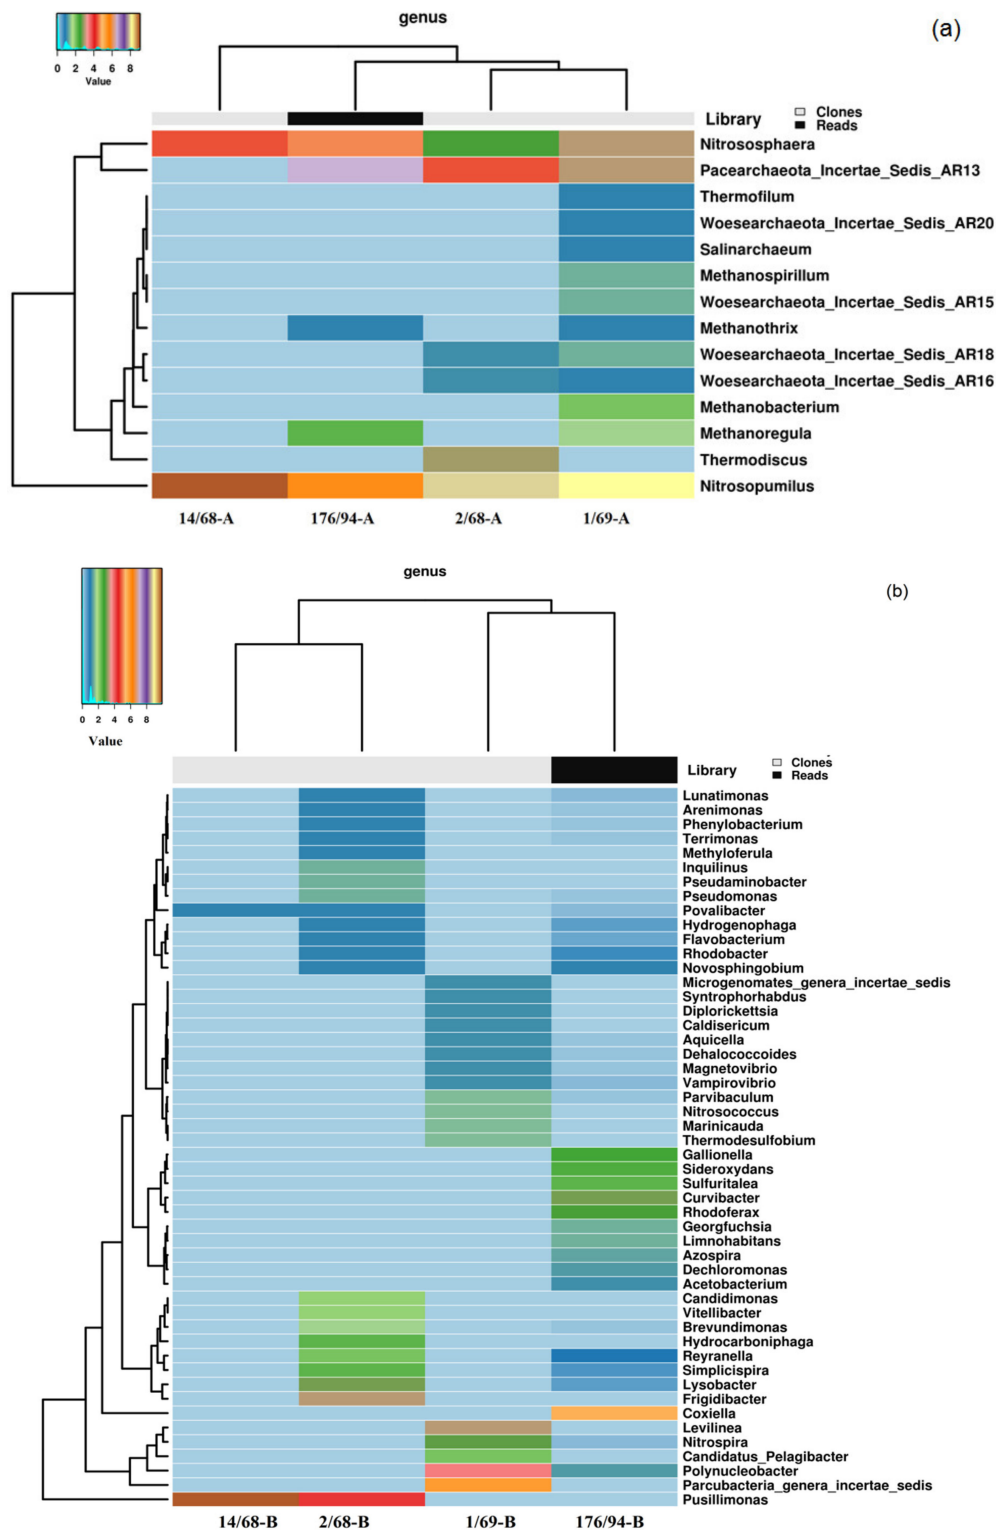 genus
(a)
0 2 4 6 8
Value
Library
Clones
Reads
Nitrososphaera
Pacearchaeota_Incertae_Sedis_AR13
Thermofilum
Woesearchaeota_Incertae_Sedis_AR20
Salinarchaeum
Methanospirillum
Woesearchaeota_Incertae_Sedis_AR15
Methanothrix
Woesearchaeota_Incertae_Sedis_AR18
Woesearchaeota_Incertae_Sedis_AR16
Methanobacterium
Methanoregula
Thermodiscus
Nitrosopumilus
14/68-A 176/94-A 2/68-A 1/69-A
genus
(b)
0 2 4 6 8
Value
Library
Clones
Reads
Lunatimonas
Arenimonas
Phenylobacterium
Terrimonas
Methyloferula
Inquilinus
Pseudaminobacter
Pseudomonas
Povalibacter
Hydrogenophaga
Flavobacterium
Rhodobacter
Novosphingobium
Microgenomates_genera_incertae_sedis
Syntrophorhabdus
Diplorickettsia
Caldisericum
Aquicella
Dehalococcoides
Magnetovibrio
Vampirovibrio
Parvibaculum
Nitrosococcus
Marinicauda
Thermodesulfobium
Gallionella
Sideroxydans
Sulfuritalea
Curvibacter
Rhodoferax
Georgfuchsia
Limnohabitans
Azospira
Dechloromonas
Acetobacterium
Candidimonas
Vitellibacter
Brevundimonas
Hydrocarboniphaga
Reyranella
Simplicispira
Lysobacter
Frigidibacter
Coxiella
Levilinea
Nitrospira
Candidatus_Pelagibacter
Polynucleobacter
Parcubacteria_genera_incertae_sedis
Pusillimonas
14/68-B 2/68-B 1/69-B 176/94-B